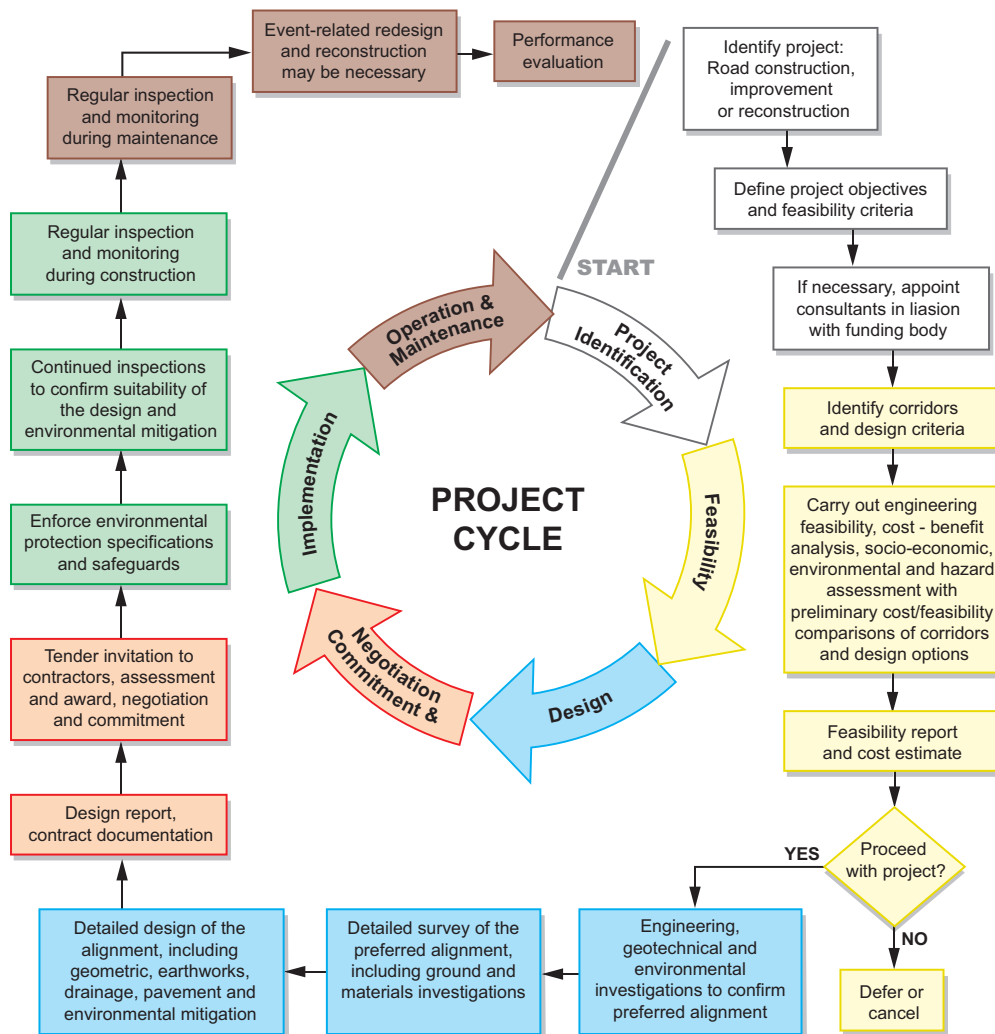 Identify project:
Road construction,
improvement
or reconstruction
Define project objectives
and feasibility criteria
If necessary, appoint
consultants in liasion
with funding body
Identify corridors
and design criteria
Carry out engineering
feasibility, cost - benefit
analysis, socio-economic,
environmental and hazard
assessment with
preliminary cost/feasibility
comparisons of corridors
and design options
Feasibility report
and cost estimate
Proceed
with project?
YES
NO
Defer or
cancel
Engineering,
geotechnical and
environmental
investigations to confirm
preferred alignment
Detailed survey of the
preferred alignment,
including ground and
materials investigations
Detailed design of the
alignment, including
geometric, earthworks,
drainage, pavement and
environmental mitigation
Design report,
contract documentation
Tender invitation to
contractors, assessment
and award, negotiation
and commitment
Enforce environmental
protection specifications
and safeguards
Continued inspections
to confirm suitability of
the design and
environmental mitigation
Regular inspection
and monitoring
during construction
Regular inspection
and monitoring
during maintenance
Event-related redesign
and reconstruction
may be necessary
Performance
evaluation
START
Project
Identification
Feasibility
Design
Negotiation
Commitment &
Implementation
Operation &
Maintenance
PROJECT
CYCLE